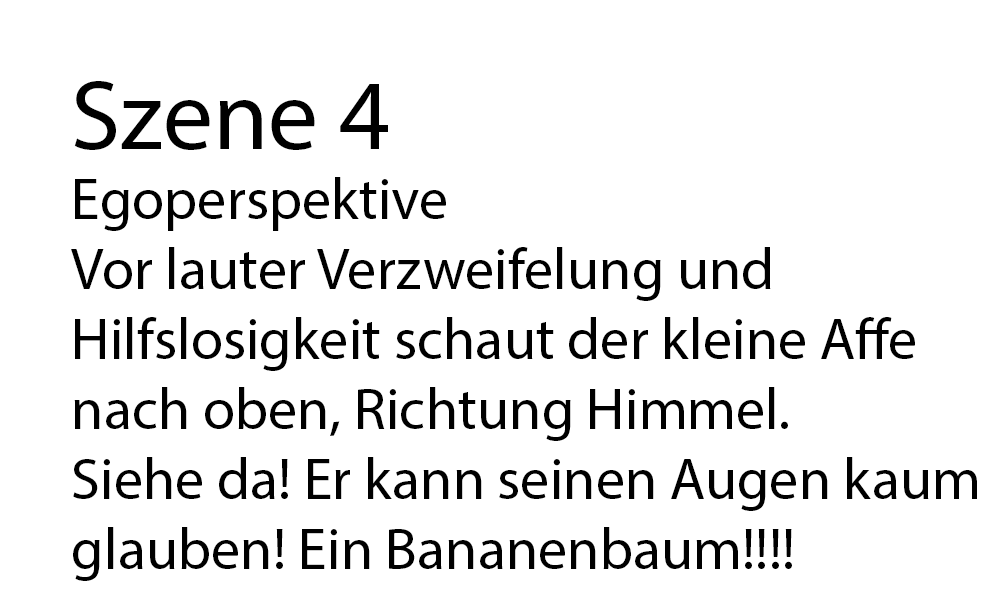 Szene 4
Egoperspektive
Vor lauter Verzweifelung und
Hilfslosigkeit schaut der kleine Affe
nach oben, Richtung Himmel.
Siehe da! Er kann seinen Augen kaum
glauben! Ein Bananenbaum!!!!